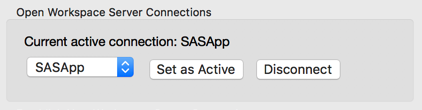 Open Workspace Server Connections
Current active connection: SASApp
SASApp Set as Active Disconnect